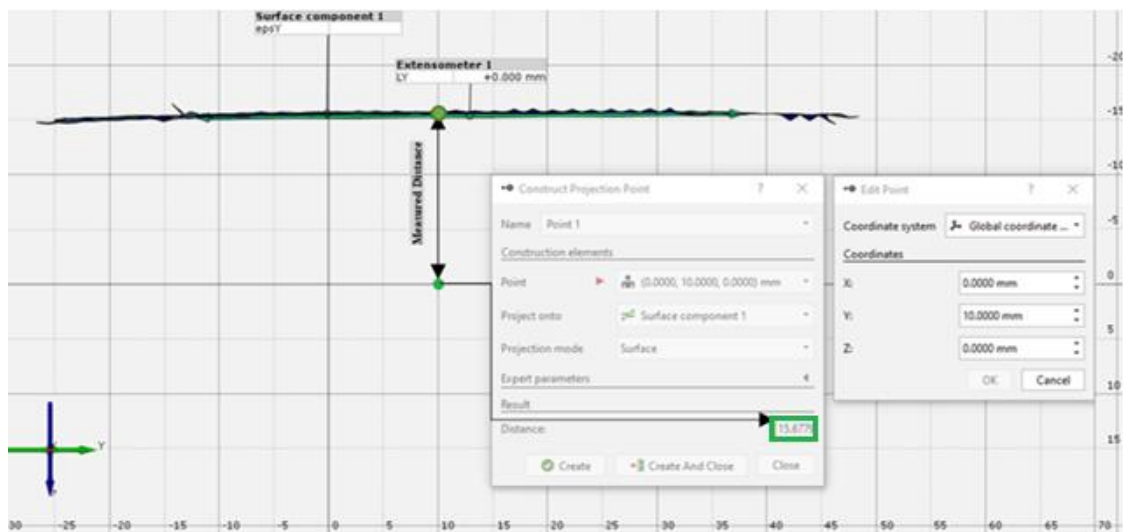 Surface component 1
epsY
Extensometer 1
LY +0.000 mm
Measured Distance
Construct Projection Point ? ×
Name Point 1
Construction elements
Point (0.0000, 10.0000, 0.0000) mm
Project onto Surface component 1
Projection mode Surface
Expert parameters
Result
Distance: 15.6779
Create Create And Close Close
Edit Point ? ×
Coordinate system Global coordinate ...
Coordinates
X: 0.0000 mm
Y: 10.0000 mm
Z: 0.0000 mm
OK Cancel
-20
-15
-10
-5
0
5
10
15
Y
30 -25 -20 -15 -10 -5 0 5 10 15 20 25 30 35 40 45 50 55 60 65 70